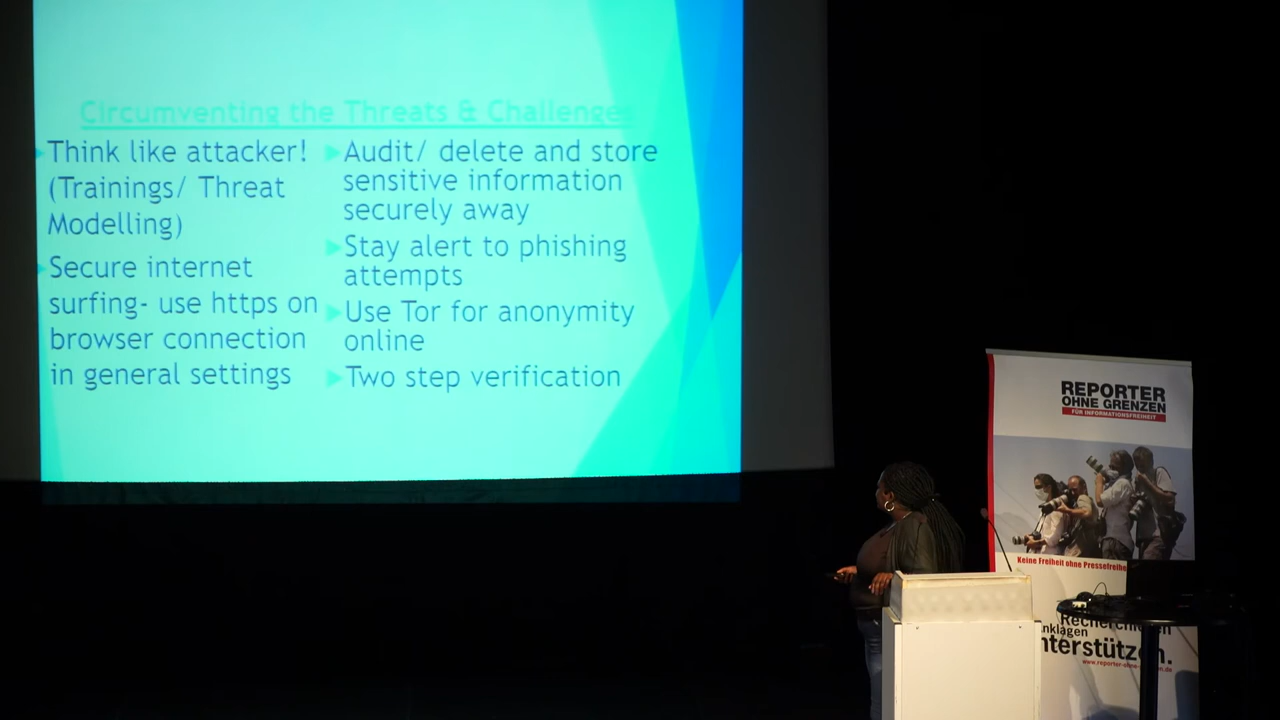 Circumventing the Threats & Challenges
Think like attacker!
(Trainings/ Threat
Modelling)
Secure internet
surfing- use https on
browser connection
in general settings
Audit/ delete and store
sensitive information
securely away
Stay alert to phishing
attempts
Use Tor for anonymity
online
Two step verification
REPORTER
OHNE GRENZEN
FÜR INFORMATIONSFREIHEIT
Keine Freiheit ohne